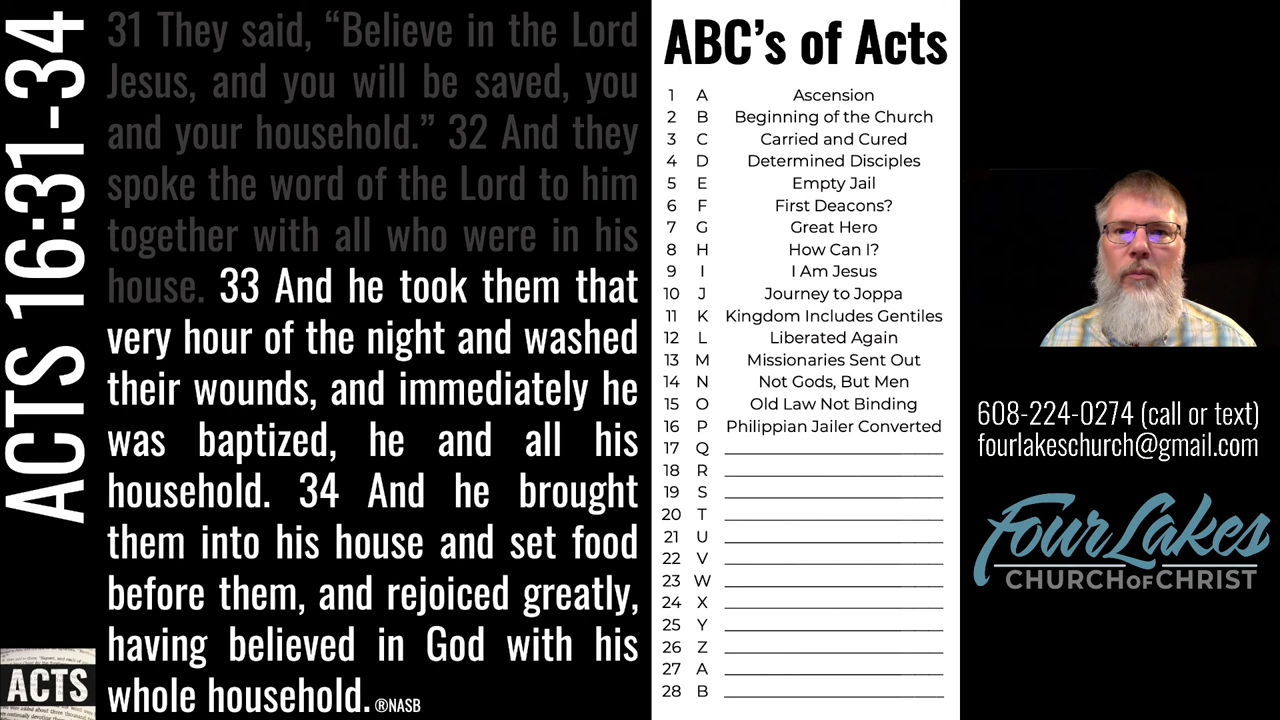 ACTS 16:31-34
31 They said, “Believe in the Lord
Jesus, and you will be saved, you
and your household.” 32 And they
spoke the word of the Lord to him
together with all who were in his
house. 33 And he took them that
very hour of the night and washed
their wounds, and immediately he
was baptized, he and all his
household. 34 And he brought
them into his house and set food
before them, and rejoiced greatly,
having believed in God with his
whole household. ®NASB
ACTS
ABC’s of Acts
1 A Ascension
2 B Beginning of the Church
3 C Carried and Cured
4 D Determined Disciples
5 E Empty Jail
6 F First Deacons?
7 G Great Hero
8 H How Can I?
9 I I Am Jesus
10 J Journey to Joppa
11 K Kingdom Includes Gentiles
12 L Liberated Again
13 M Missionaries Sent Out
14 N Not Gods, But Men
15 O Old Law Not Binding
16 P Philippian Jailer Converted
17 Q
18 R
19 S
20 T
21 U
22 V
23 W
24 X
25 Y
26 Z
27 A
28 B
608-224-0274 (call or text)
fourlakeschurch@gmail.com
Four Lakes
CHURCH OF CHRIST